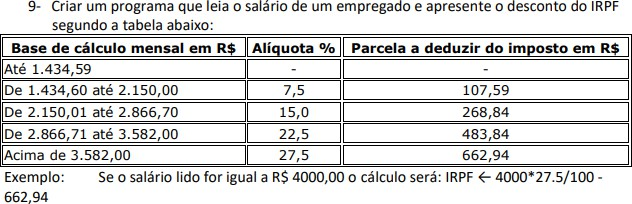 9- Criar um programa que leia o salário de um empregado e apresente o desconto do IRPF
segundo a tabela abaixo:
Base de cálculo mensal em R$ Alíquota % Parcela a deduzir do imposto em R$
Até 1.434,59 - -
De 1.434,60 até 2.150,00 7,5 107,59
De 2.150,01 até 2.866,70 15,0 268,84
De 2.866,71 até 3.582,00 22,5 483,84
Acima de 3.582,00 27,5 662,94
Exemplo: Se o salário lido for igual a R$ 4000,00 o cálculo será: IRPF ← 4000*27.5/100 -
662,94